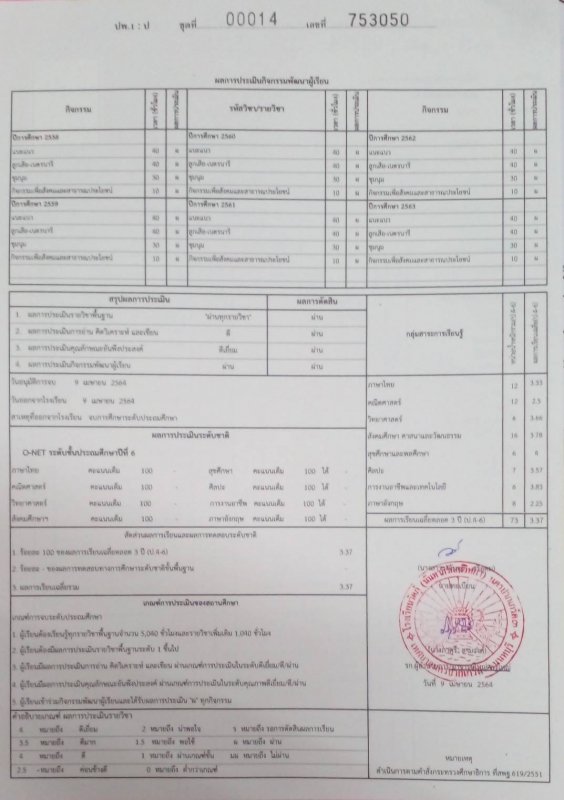 ปพ.1 : ป ชุดที่ 00014 เลขที่ 753050
ผลการประเมินกิจกรรมพัฒนาผู้เรียน
กิจกรรม เวลา (ชั่วโมง) ผลการประเมิน รหัสวิชา/รายวิชา เวลา (ชั่วโมง) ผลการประเมิน กิจกรรม เวลา (ชั่วโมง) ผลการประเมิน
ปีการศึกษา 2558 ปีการศึกษา 2560 ปีการศึกษา 2562
แนะแนว 40 ผ แนะแนว 40 ผ แนะแนว 40 ผ
ลูกเสือ-เนตรนารี 40 ผ ลูกเสือ-เนตรนารี 40 ผ ลูกเสือ-เนตรนารี 40 ผ
ชุมนุม 30 ผ ชุมนุม 30 ผ ชุมนุม 30 ผ
กิจกรรมเพื่อสังคมและสาธารณประโยชน์ 10 ผ กิจกรรมเพื่อสังคมและสาธารณประโยชน์ 10 ผ กิจกรรมเพื่อสังคมและสาธารณประโยชน์ 10 ผ
ปีการศึกษา 2559 ปีการศึกษา 2561 ปีการศึกษา 2563
แนะแนว 40 ผ แนะแนว 40 ผ แนะแนว 40 ผ
ลูกเสือ-เนตรนารี 40 ผ ลูกเสือ-เนตรนารี 40 ผ ลูกเสือ-เนตรนารี 40 ผ
ชุมนุม 30 ผ ชุมนุม 30 ผ ชุมนุม 30 ผ
กิจกรรมเพื่อสังคมและสาธารณประโยชน์ 10 ผ กิจกรรมเพื่อสังคมและสาธารณประโยชน์ 10 ผ กิจกรรมเพื่อสังคมและสาธารณประโยชน์ 10 ผ
สรุปผลการประเมิน ผลการตัดสิน
1. ผลการประเมินรายวิชาพื้นฐาน "ผ่านทุกรายวิชา" ผ่าน
2. ผลการประเมินการอ่าน คิดวิเคราะห์ และเขียน ดี ผ่าน
3. ผลการประเมินคุณลักษณะอันพึงประสงค์ ดีเยี่ยม ผ่าน
4. ผลการประเมินกิจกรรมพัฒนาผู้เรียน ผ่าน ผ่าน
วันอนุมัติการจบ 9 เมษายน 2564
วันออกจากโรงเรียน 9 เมษายน 2564
สาเหตุที่ออกจากโรงเรียน จบการศึกษาระดับประถมศึกษา
ผลการประเมินระดับชาติ
O-NET ระดับชั้นประถมศึกษาปีที่ 6
ภาษาไทย คะแนนเต็ม 100 - สุขศึกษา คะแนนเต็ม 100 ได้ -
คณิตศาสตร์ คะแนนเต็ม 100 - ศิลปะ คะแนนเต็ม 100 ได้ -
วิทยาศาสตร์ คะแนนเต็ม 100 - การงานอาชีพ คะแนนเต็ม 100 ได้ -
สังคมศึกษาฯ คะแนนเต็ม 100 - ภาษาอังกฤษ คะแนนเต็ม 100 ได้ -
กลุ่มสาระการเรียนรู้
ภาษาไทย 12 3.33
คณิตศาสตร์ 12 2.5
วิทยาศาสตร์ 3.66
สังคมศึกษา ศาสนาและวัฒนธรรม 16 3.78
สุขศึกษาและพลศึกษา 6
ศิลปะ 7 3.57
การงานอาชีพและเทคโนโลยี 3.83
ภาษาอังกฤษ 8 2.25
ผลการเรียนเฉลี่ยตลอด 3 ปี (ป.4-6) 73 3.37
สัดส่วนผลการเรียนและผลการทดสอบระดับชาติ
1. ร้อยละ 100 ของผลการเรียนเฉลี่ยตลอด 3 ปี (ป.4-6) 3.37
2. ร้อยละ - ของผลการทดสอบทางการศึกษาระดับชาติขั้นพื้นฐาน -
3. ผลการเรียนเฉลี่ยรวม 3.37
เกณฑ์การประเมินของสถานศึกษา
เกณฑ์การจบระดับประถมศึกษา
1. ผู้เรียนต้องเรียนรู้ทุกรายวิชาพื้นฐานจำนวน 5,040 ชั่วโมงและรายวิชาเพิ่มเติม 1,040 ชั่วโมง
2. ผู้เรียนต้องมีผลการประเมินรายวิชาพื้นฐานระดับ 1 ขึ้นไป
3. ผู้เรียนมีผลการประเมินการอ่าน คิดวิเคราะห์ และเขียน ผ่านเกณฑ์การประเมินในระดับดีเยี่ยม/ดี/ผ่าน
4. ผู้เรียนมีผลการประเมินคุณลักษณะอันพึงประสงค์ ผ่านเกณฑ์การประเมินในระดับคุณภาพดีเยี่ยม/ดี/ผ่าน
5. ผู้เรียนเข้าร่วมกิจกรรมพัฒนาผู้เรียนและได้รับผลการประเมิน "ผ" ทุกกิจกรรม
นายทะเบียน
วันที่ 9 เมษายน 2564
คำอธิบายเกณฑ์ ผลการประเมินรายวิชา
4 หมายถึง ดีเยี่ยม 2 หมายถึง น่าพอใจ ร หมายถึง รอการตัดสินผลการเรียน
3.5 หมายถึง ดีมาก 1.5 หมายถึง พอใช้ ผ หมายถึง ผ่าน
หมายถึง ดี 1 หมายถึง ผ่านเกณฑ์ขั้น มผ หมายถึง ไม่ผ่าน
2.5 หมายถึง ค่อนข้างดี 0 หมายถึง ต่ำกว่าเกณฑ์
หมายเหตุ
ดำเนินการตามคำสั่งกระทรวงศึกษาธิการ ที่สพฐ 619/2551